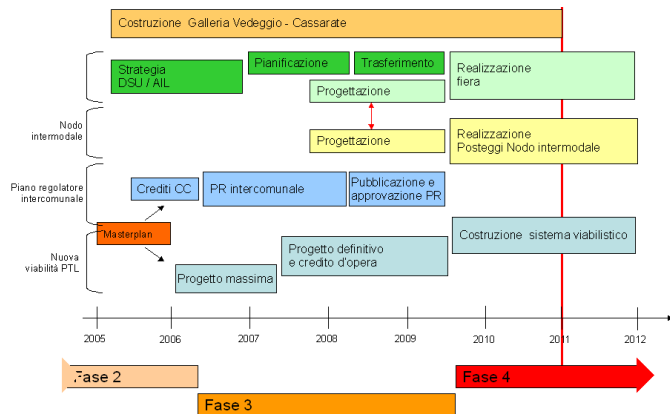 Costruzione Galleria Vedeggio - Cassarate
Strategia
DSU / AIL
Pianificazione
Trasferimento
Progettazione
Realizzazione
fiera
Nodo
intermodale
Progettazione
Realizzazione
Posteggi Nodo intermodale
Piano regolatore
intercomunale
Crediti CC
PR intercomunale
Pubblicazione e
approvazione PR
Masterplan
Nuova
viabilità PTL
Progetto massima
Progetto definitivo
e credito d'opera
Costruzione sistema viabilistico
2005
2006
2007
2008
2009
2010
2011
2012
Fase 2
Fase 3
Fase 4